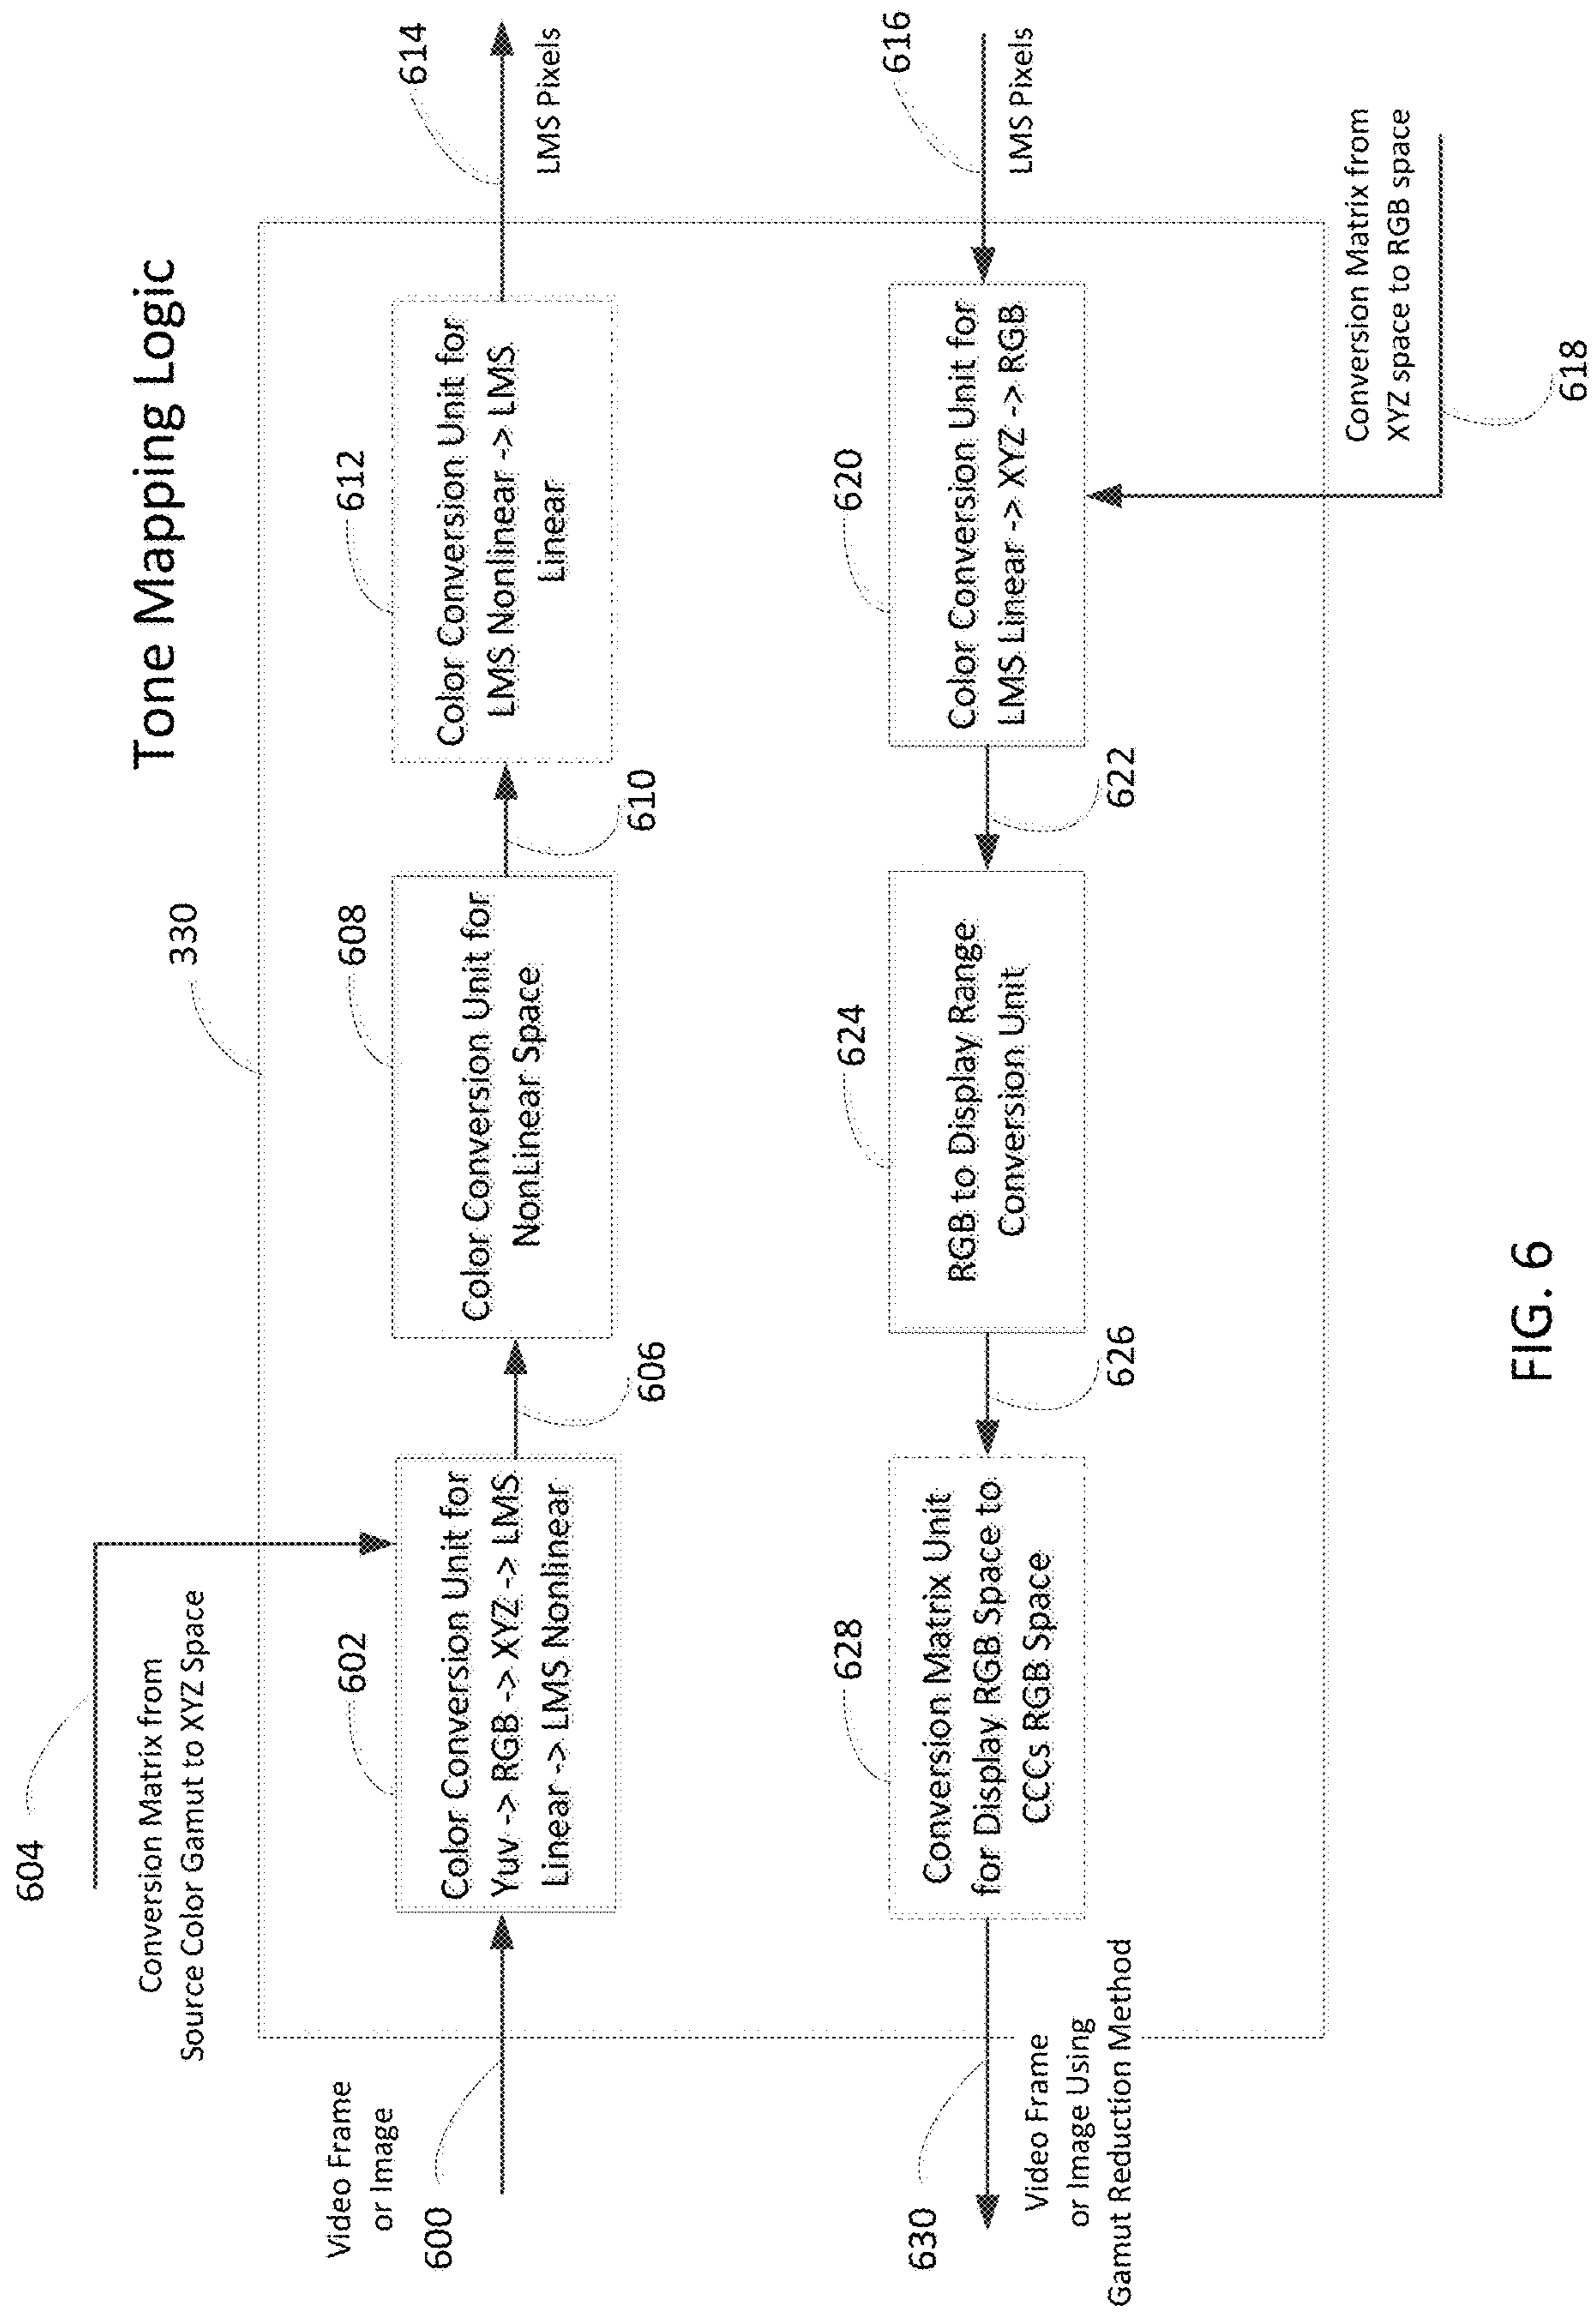 Tone Mapping Logic
330
604
Conversion Matrix from
Source Color Gamut to XYZ Space
Video Frame
or Image
600
602
Color Conversion Unit for
Yuv -> RGB -> XYZ -> LMS
Linear -> LMS Nonlinear
606
608
Color Conversion Unit for
NonLinear Space
610
612
Color Conversion Unit for
LMS Nonlinear -> LMS
Linear
614
LMS Pixels
616
LMS Pixels
620
Color Conversion Unit for
LMS Linear -> XYZ -> RGB
Conversion Matrix from
XYZ space to RGB space
618
622
624
RGB to Display Range
Conversion Unit
626
628
Conversion Matrix Unit
for Display RGB Space to
CCCs RGB Space
630
Video Frame
or Image Using
Gamut Reduction Method
FIG. 6